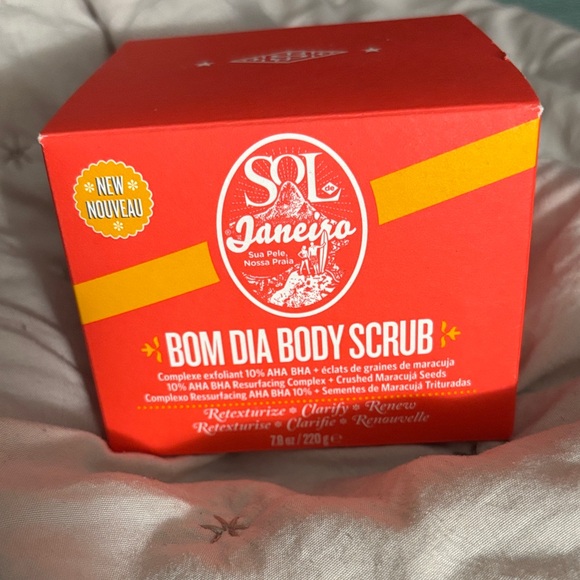 NEW
NOUVEAU
SOL
de
Janeiro
Sua Pele,
Nossa Praia
BOM DIA BODY SCRUB
Complexe exfoliant 10% AHA BHA + éclats de graines de maracuja
10% AHA BHA Resurfacing Complex + Crushed Maracujá Seeds
Complexo Ressurfacing AHA BHA 10% + Sementes de Maracujá Trituradas
Retexturize * Clarify * Renew
Retexturise * Clarifie * Renouvelle
7.8 oz / 220 g ℮